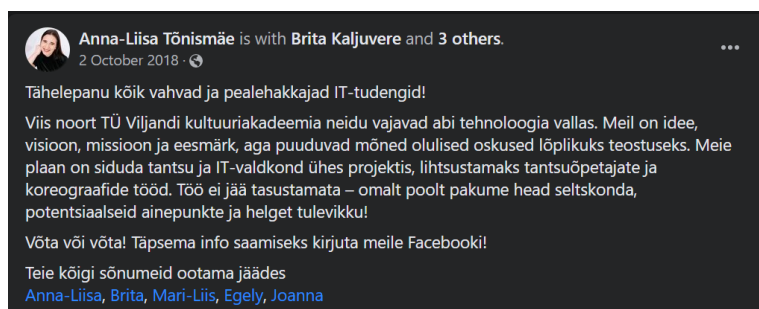 Anna-Liisa Tõnismäe is with Brita Kaljuvere and 3 others.
2 October 2018 ·
Tähelepanu kõik vahvad ja pealehakkajad IT-tudengid!
Viis noort TÜ Viljandi kultuuriakadeemia neidu vajavad abi tehnoloogia vallas. Meil on idee,
visioon, missioon ja eesmärk, aga puuduvad mõned olulised oskused lõplikuks teostuseks. Meie
plaan on siduda tantsu ja IT-valdkond ühes projektis, lihtsustamaks tantsuõpetajate ja
koreograafide tööd. Töö ei jää tasustamata – omalt poolt pakume head seltskonda,
potentsiaalseid ainepunkte ja helget tulevikku!
Võta või võta! Täpsema info saamiseks kirjuta meile Facebooki!
Teie kõigi sõnumeid ootama jäädes
Anna-Liisa, Brita, Mari-Liis, Egely, Joanna